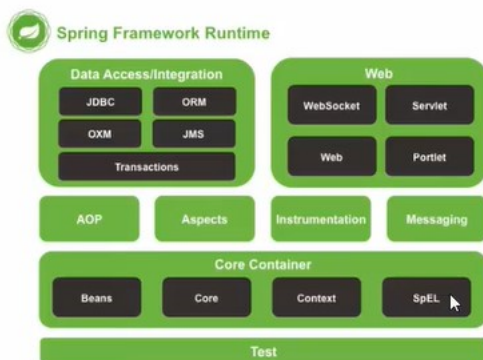 Spring Framework Runtime
Data Access/Integration
JDBC
ORM
OXM
JMS
Transactions
Web
WebSocket
Servlet
Web
Portlet
AOP
Aspects
Instrumentation
Messaging
Core Container
Beans
Core
Context
SpEL
Test